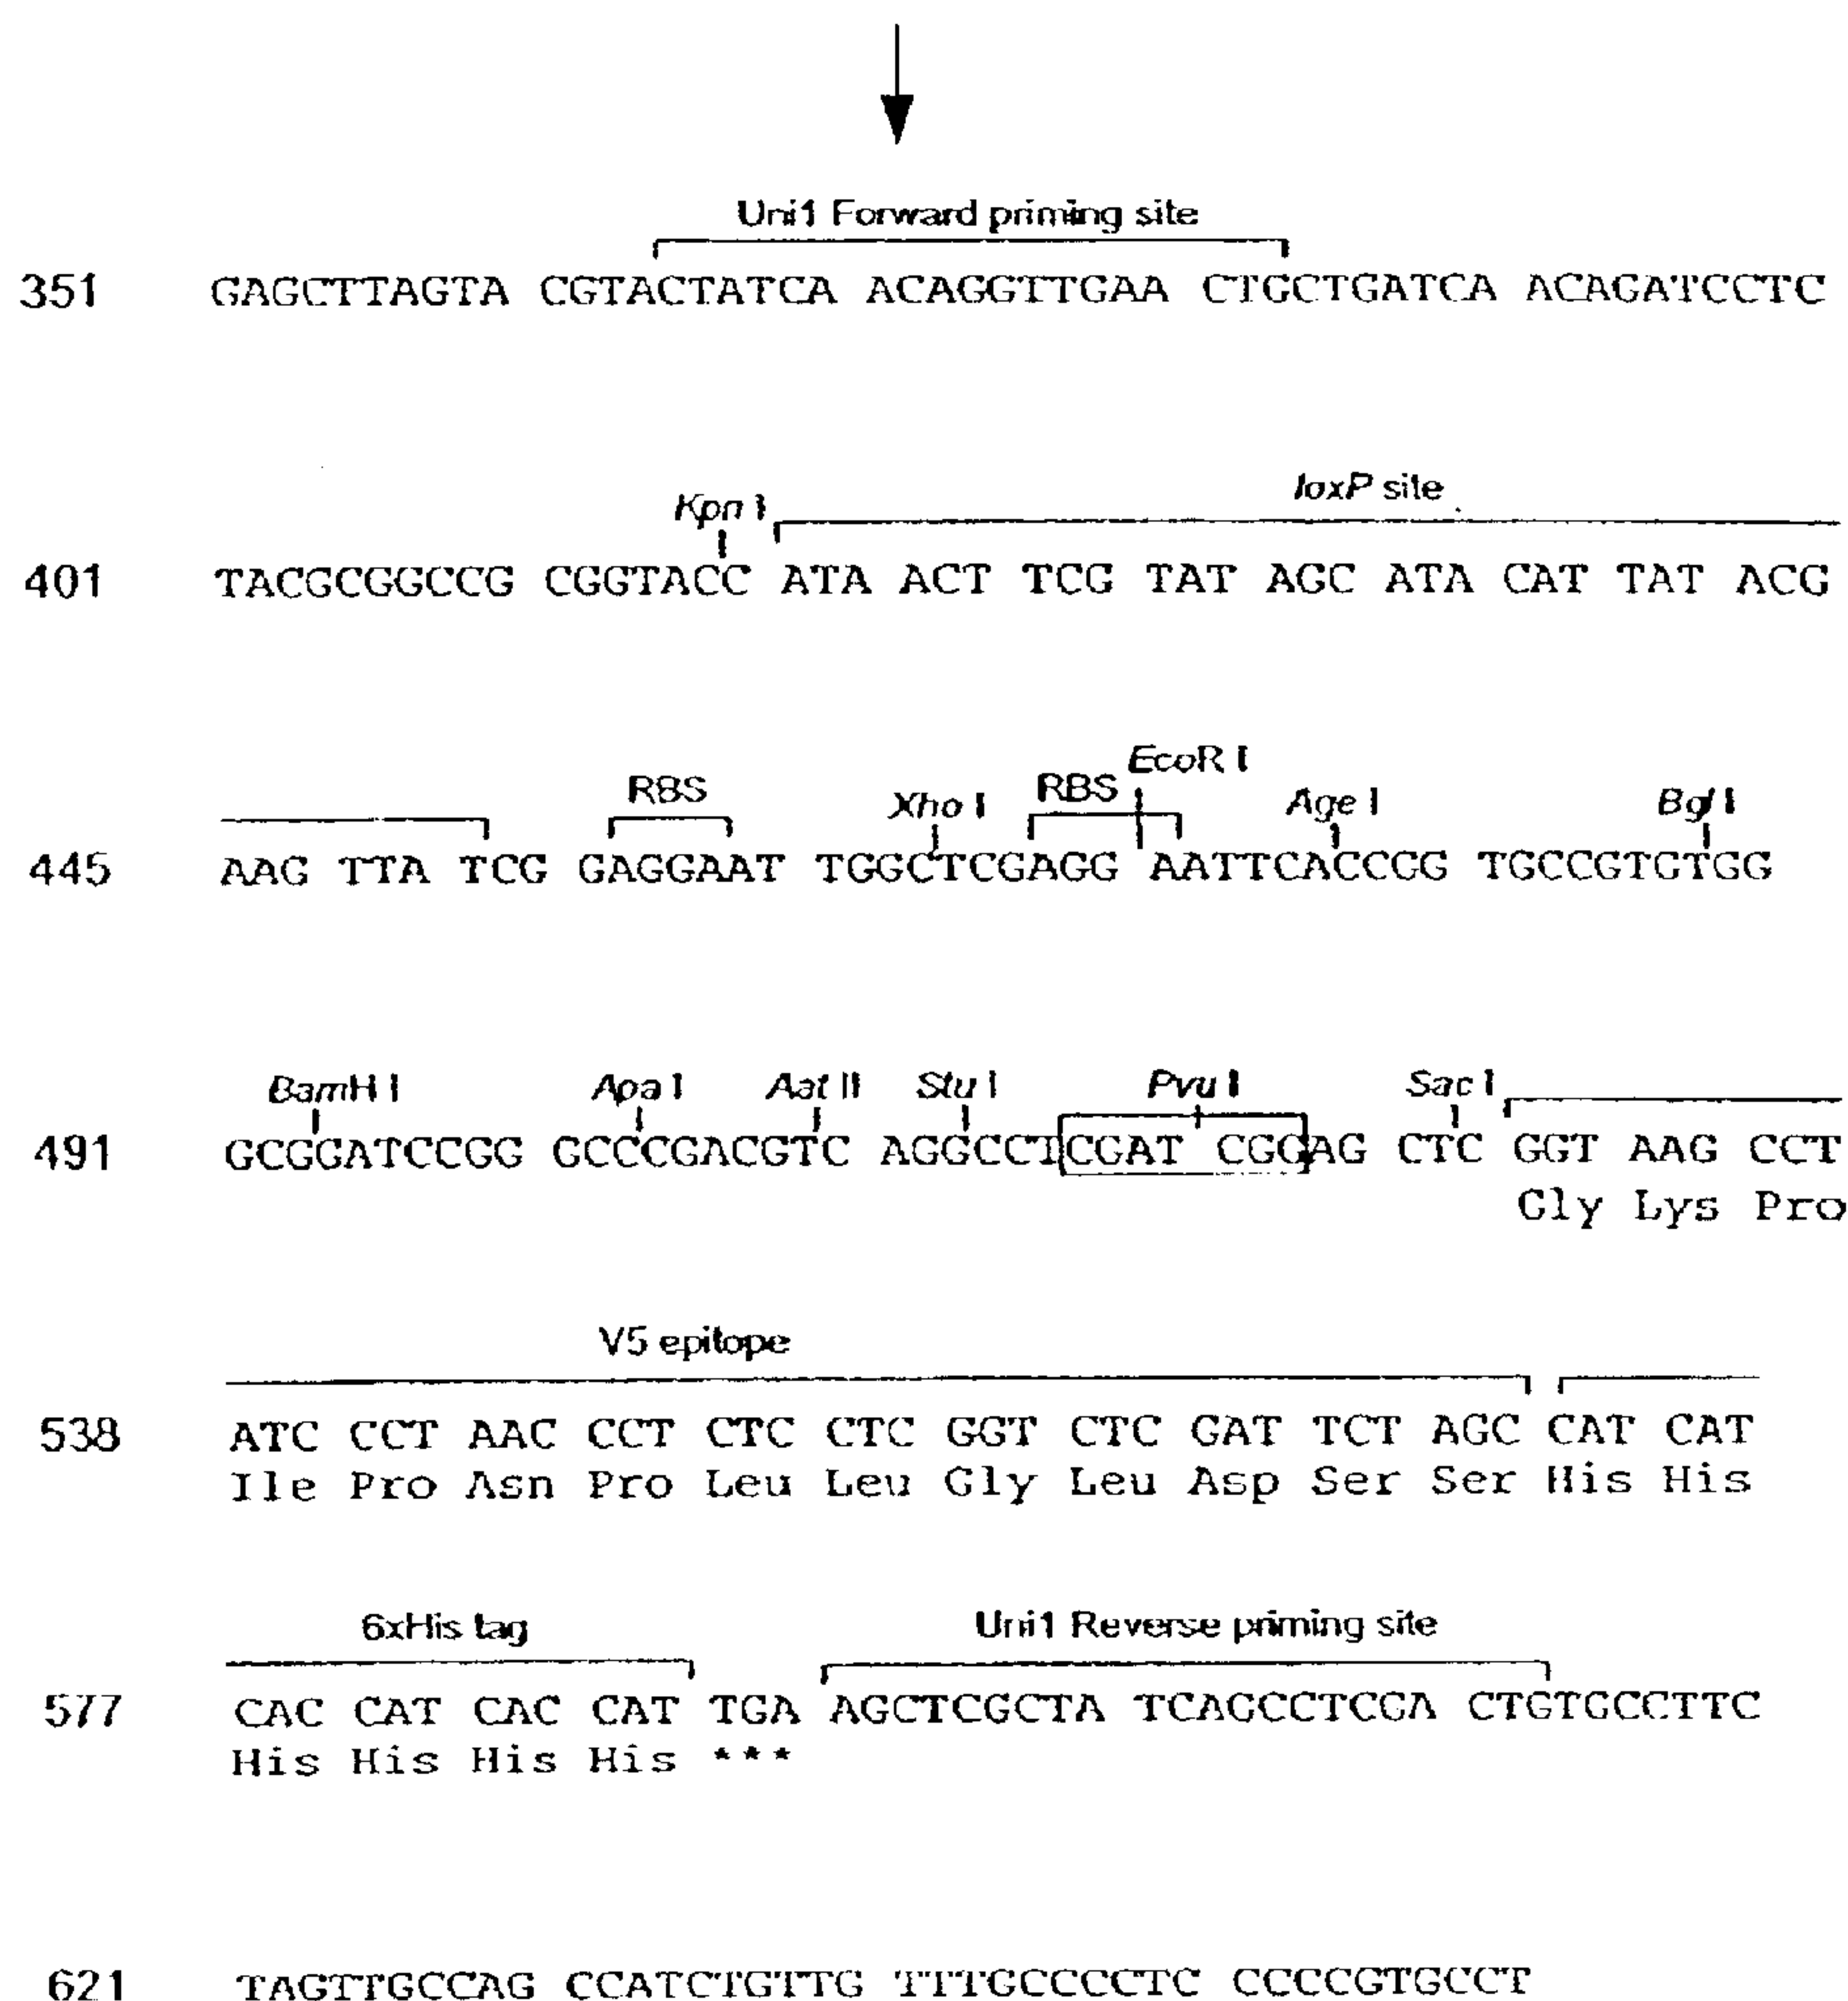 Uni1 Forward priming site
351 GAGCTTAGTA CGTACTATCA ACAGGTTGAA CTGCTGATCA ACAGATCCTC
Kpn I loxP site
401 TACGCGGCCG CGGTACC ATA ACT TCG TAT AGC ATA CAT TAT ACG
RBS Xho I RBS EcoR I Age I Bgl I
445 AAG TTA TCG GAGGAAT TGGCTCGAGG AATTCACCGG TGCCGTGTGG
BamH I Apa I Aat II Stu I Pvu I Sac I
491 GCGGATCCGG GCCCGACGTC AGGCCTCGAT CGGAG CTC GGT AAG CCT
Gly Lys Pro
V5 epitope
538 ATC CCT AAC CCT CTC CTC GGT CTC GAT TCT AGC CAT CAT
Ile Pro Asn Pro Leu Leu Gly Leu Asp Ser Ser His His
6xHis tag Uni1 Reverse priming site
577 CAC CAT CAC CAT TGA AGCTCGCTA TCAGCCTCGA CTGTGCCTTC
His His His His ***
621 TAGTTGCCAG CCATCTGTTG TTTGCCCCTC CCCCGTGCCT